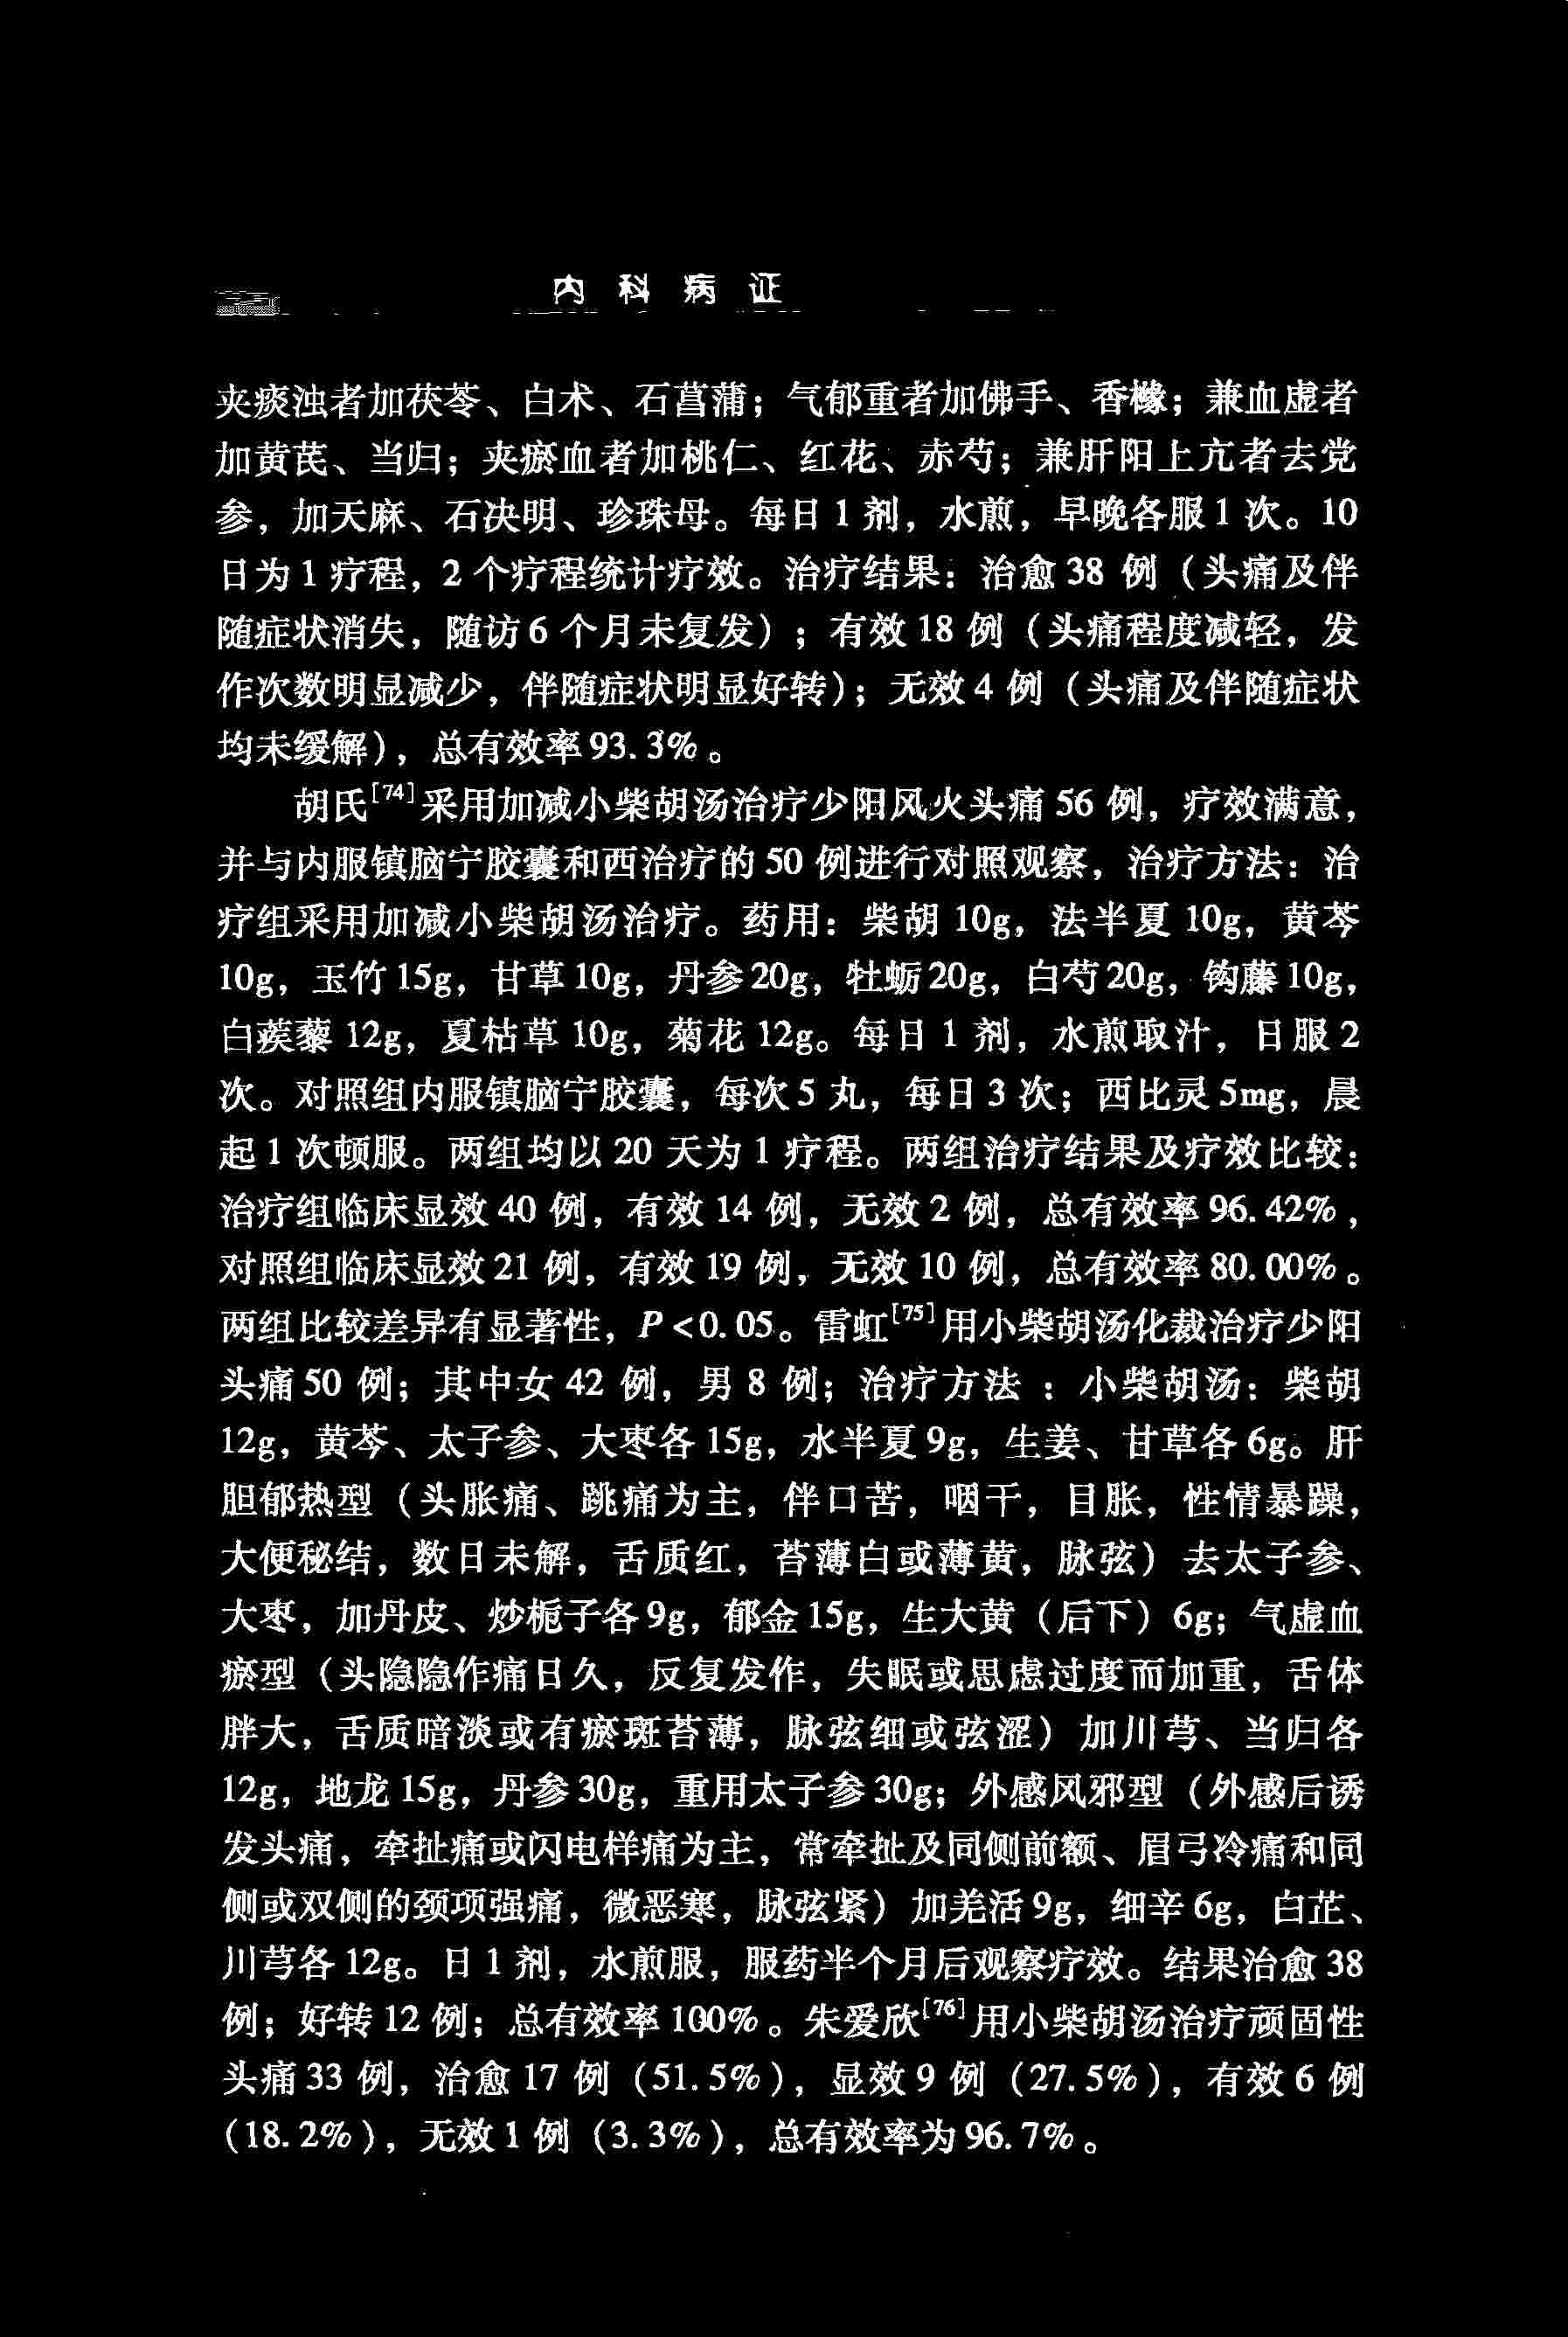 内科病证
夹痰浊者加茯苓、白术、石菖蒲；气郁重者加佛手、香橼；兼血虚者
加黄芪、当归；夹瘀血者加桃仁、红花、赤芍；兼肝阳上亢者去党
参，加天麻、石决明、珍珠母。每日1剂，水煎，早晚各服1次。10
日为1疗程，2个疗程统计疗效。治疗结果：治愈38例（头痛及伴
随症状消失，随访6个月未复发）；有效18例（头痛程度减轻，发
作次数明显减少，伴随症状明显好转）；无效4例（头痛及伴随症状
均未缓解），总有效率93.3%。
胡氏[74]采用加减小柴胡汤治疗少阳风火头痛56例，疗效满意，
并与内服镇脑宁胶囊和西治疗的50例进行对照观察，治疗方法：治
疗组采用加减小柴胡汤治疗。药用：柴胡10g，法半夏10g，黄芩
10g，玉竹15g，甘草10g，丹参20g，牡蛎20g，白芍20g，钩藤10g，
白蒺藜12g，夏枯草10g，菊花12g。每日1剂，水煎取汁，日服2
次。对照组内服镇脑宁胶囊，每次5丸，每日3次；西比灵5mg，晨
起1次顿服。两组均以20天为1疗程。两组治疗结果及疗效比较：
治疗组临床显效40例，有效14例，无效2例，总有效率96.42%，
对照组临床显效21例，有效19例，无效10例，总有效率80.00%。
两组比较差异有显著性，P<0.05。雷虹[75]用小柴胡汤化裁治疗少阳
头痛50例；其中女42例，男8例；治疗方法：小柴胡汤：柴胡
12g，黄芩、太子参、大枣各15g，水半夏9g，生姜、甘草各6g。肝
胆郁热型（头胀痛、跳痛为主，伴口苦，咽干，目胀，性情暴躁，
大便秘结，数日未解，舌质红，苔薄白或薄黄，脉弦）去太子参、
大枣，加丹皮、炒栀子各9g，郁金15g，生大黄（后下）6g；气虚血
瘀型（头隐隐作痛日久，反复发作，失眠或思虑过度而加重，舌体
胖大，舌质暗淡或有瘀斑苔薄，脉弦细或弦涩）加川芎、当归各
12g，地龙15g，丹参30g，重用太子参30g；外感风邪型（外感后诱
发头痛，牵扯痛或闪电样痛为主，常牵扯及同侧前额、眉弓冷痛和同
侧或双侧的颈项强痛，微恶寒，脉弦紧）加羌活9g，细辛6g，白芷、
川芎各12g。日1剂，水煎服，服药半个月后观察疗效。结果治愈38
例；好转12例；总有效率100%。朱爱欣[76]用小柴胡汤治疗顽固性
头痛33例，治愈17例（51.5%），显效9例（27.5%），有效6例
（18.2%），无效1例（3.3%），总有效率为96.7%。